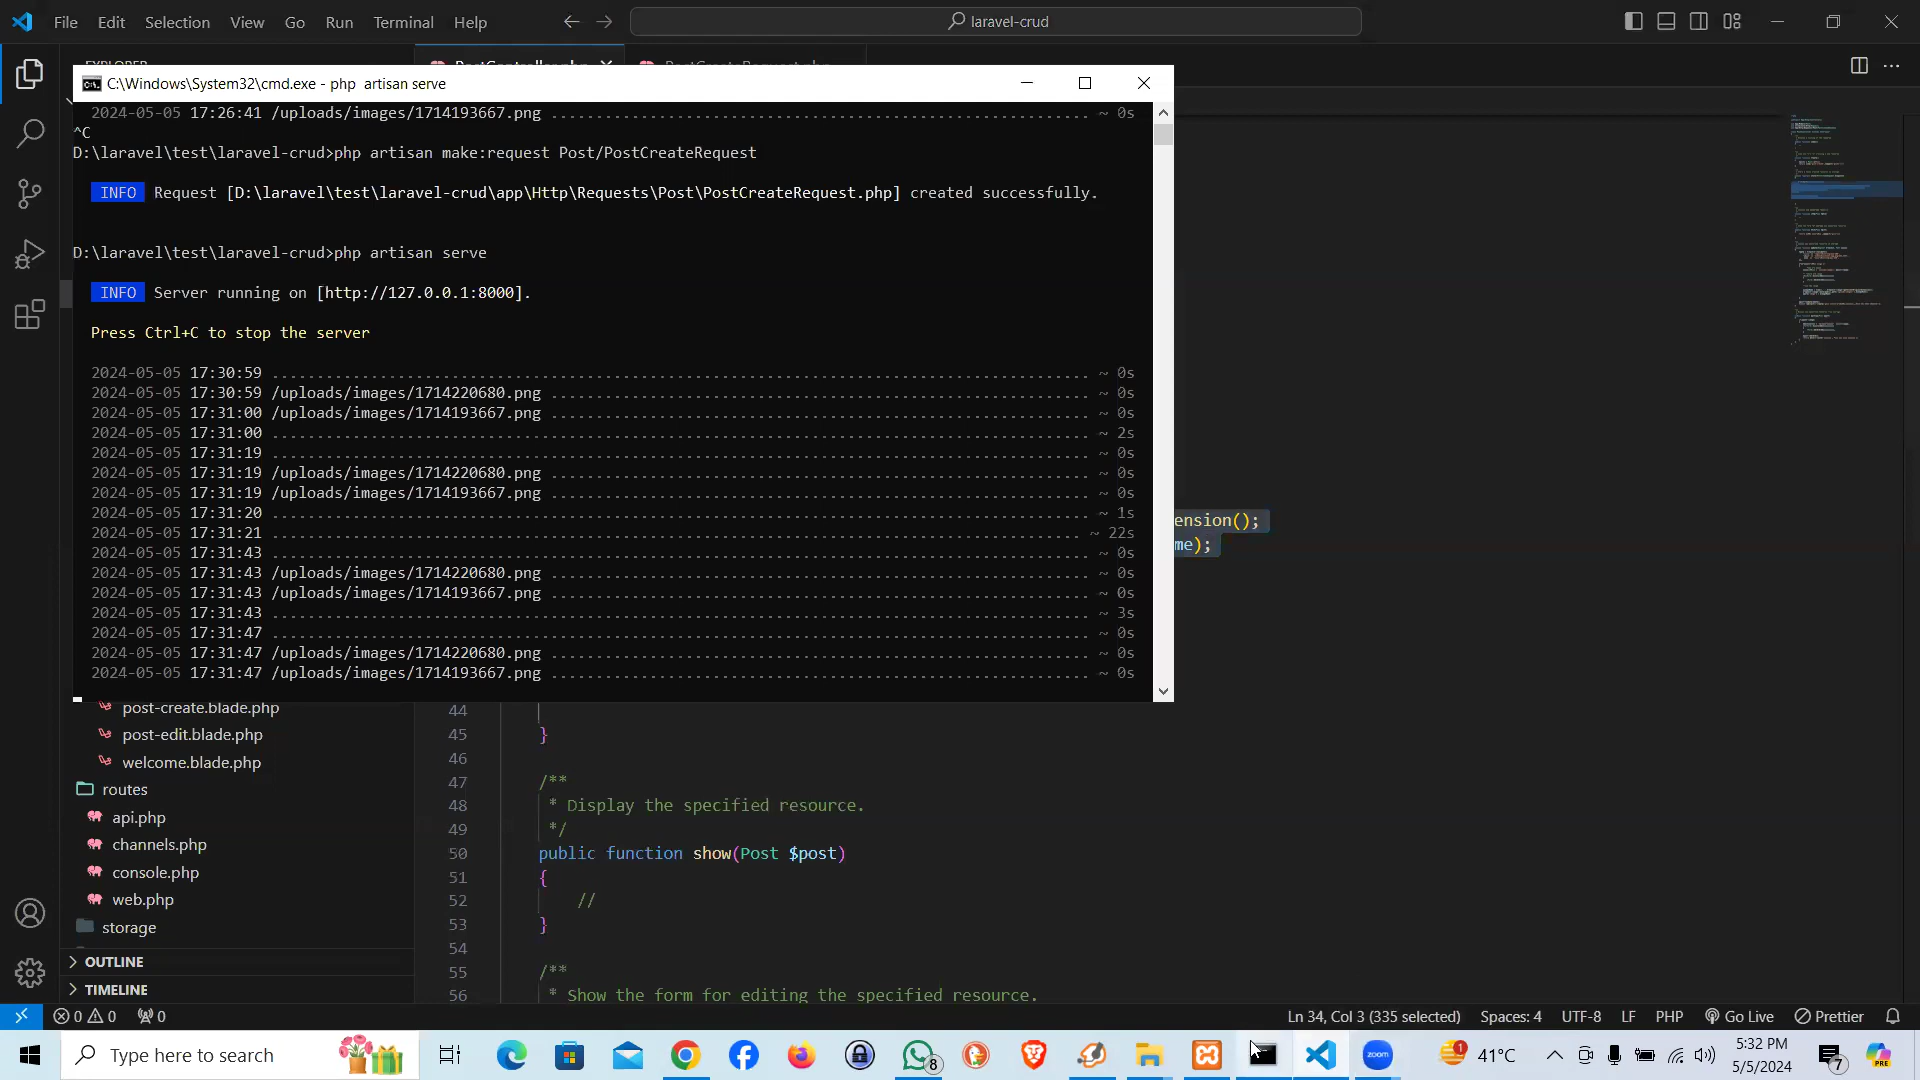 File Edit Selection View Go Run Terminal Help
laravel-crud
C:\Windows\System32\cmd.exe - php  artisan serve
2024-05-05 17:26:41 /uploads/images/1714193667.png ~ 0s
^C
D:\laravel\test\laravel-crud>php artisan make:request Post/PostCreateRequest
INFO Request [D:\laravel\test\laravel-crud\app\Http\Requests\Post\PostCreateRequest.php] created successfully.
D:\laravel\test\laravel-crud>php artisan serve
INFO Server running on [http://127.0.0.1:8000].
Press Ctrl+C to stop the server
2024-05-05 17:30:59 ~ 0s
2024-05-05 17:30:59 /uploads/images/1714220680.png ~ 0s
2024-05-05 17:31:00 /uploads/images/1714193667.png ~ 0s
2024-05-05 17:31:00 ~ 2s
2024-05-05 17:31:19 ~ 0s
2024-05-05 17:31:19 /uploads/images/1714220680.png ~ 0s
2024-05-05 17:31:19 /uploads/images/1714193667.png ~ 0s
2024-05-05 17:31:20 ~ 1s
2024-05-05 17:31:21 ~ 22s
2024-05-05 17:31:43 ~ 0s
2024-05-05 17:31:43 /uploads/images/1714220680.png ~ 0s
2024-05-05 17:31:43 /uploads/images/1714193667.png ~ 0s
2024-05-05 17:31:43 ~ 3s
2024-05-05 17:31:47 ~ 0s
2024-05-05 17:31:47 /uploads/images/1714220680.png ~ 0s
2024-05-05 17:31:47 /uploads/images/1714193667.png ~ 0s
ension();
me);
post-create.blade.php
post-edit.blade.php
welcome.blade.php
routes
api.php
channels.php
console.php
web.php
storage
OUTLINE
TIMELINE
44
45 }
46
47 /**
48 * Display the specified resource.
49 */
50 public function show(Post $post)
51 {
52 //
53 }
54
55 /**
56 * Show the form for editing the specified resource.
0 0 0
Ln 34, Col 3 (335 selected) Spaces: 4 UTF-8 LF PHP Go Live Prettier
Type here to search
8
zoom
1
41°C
5:32 PM
5/5/2024
7
PRE